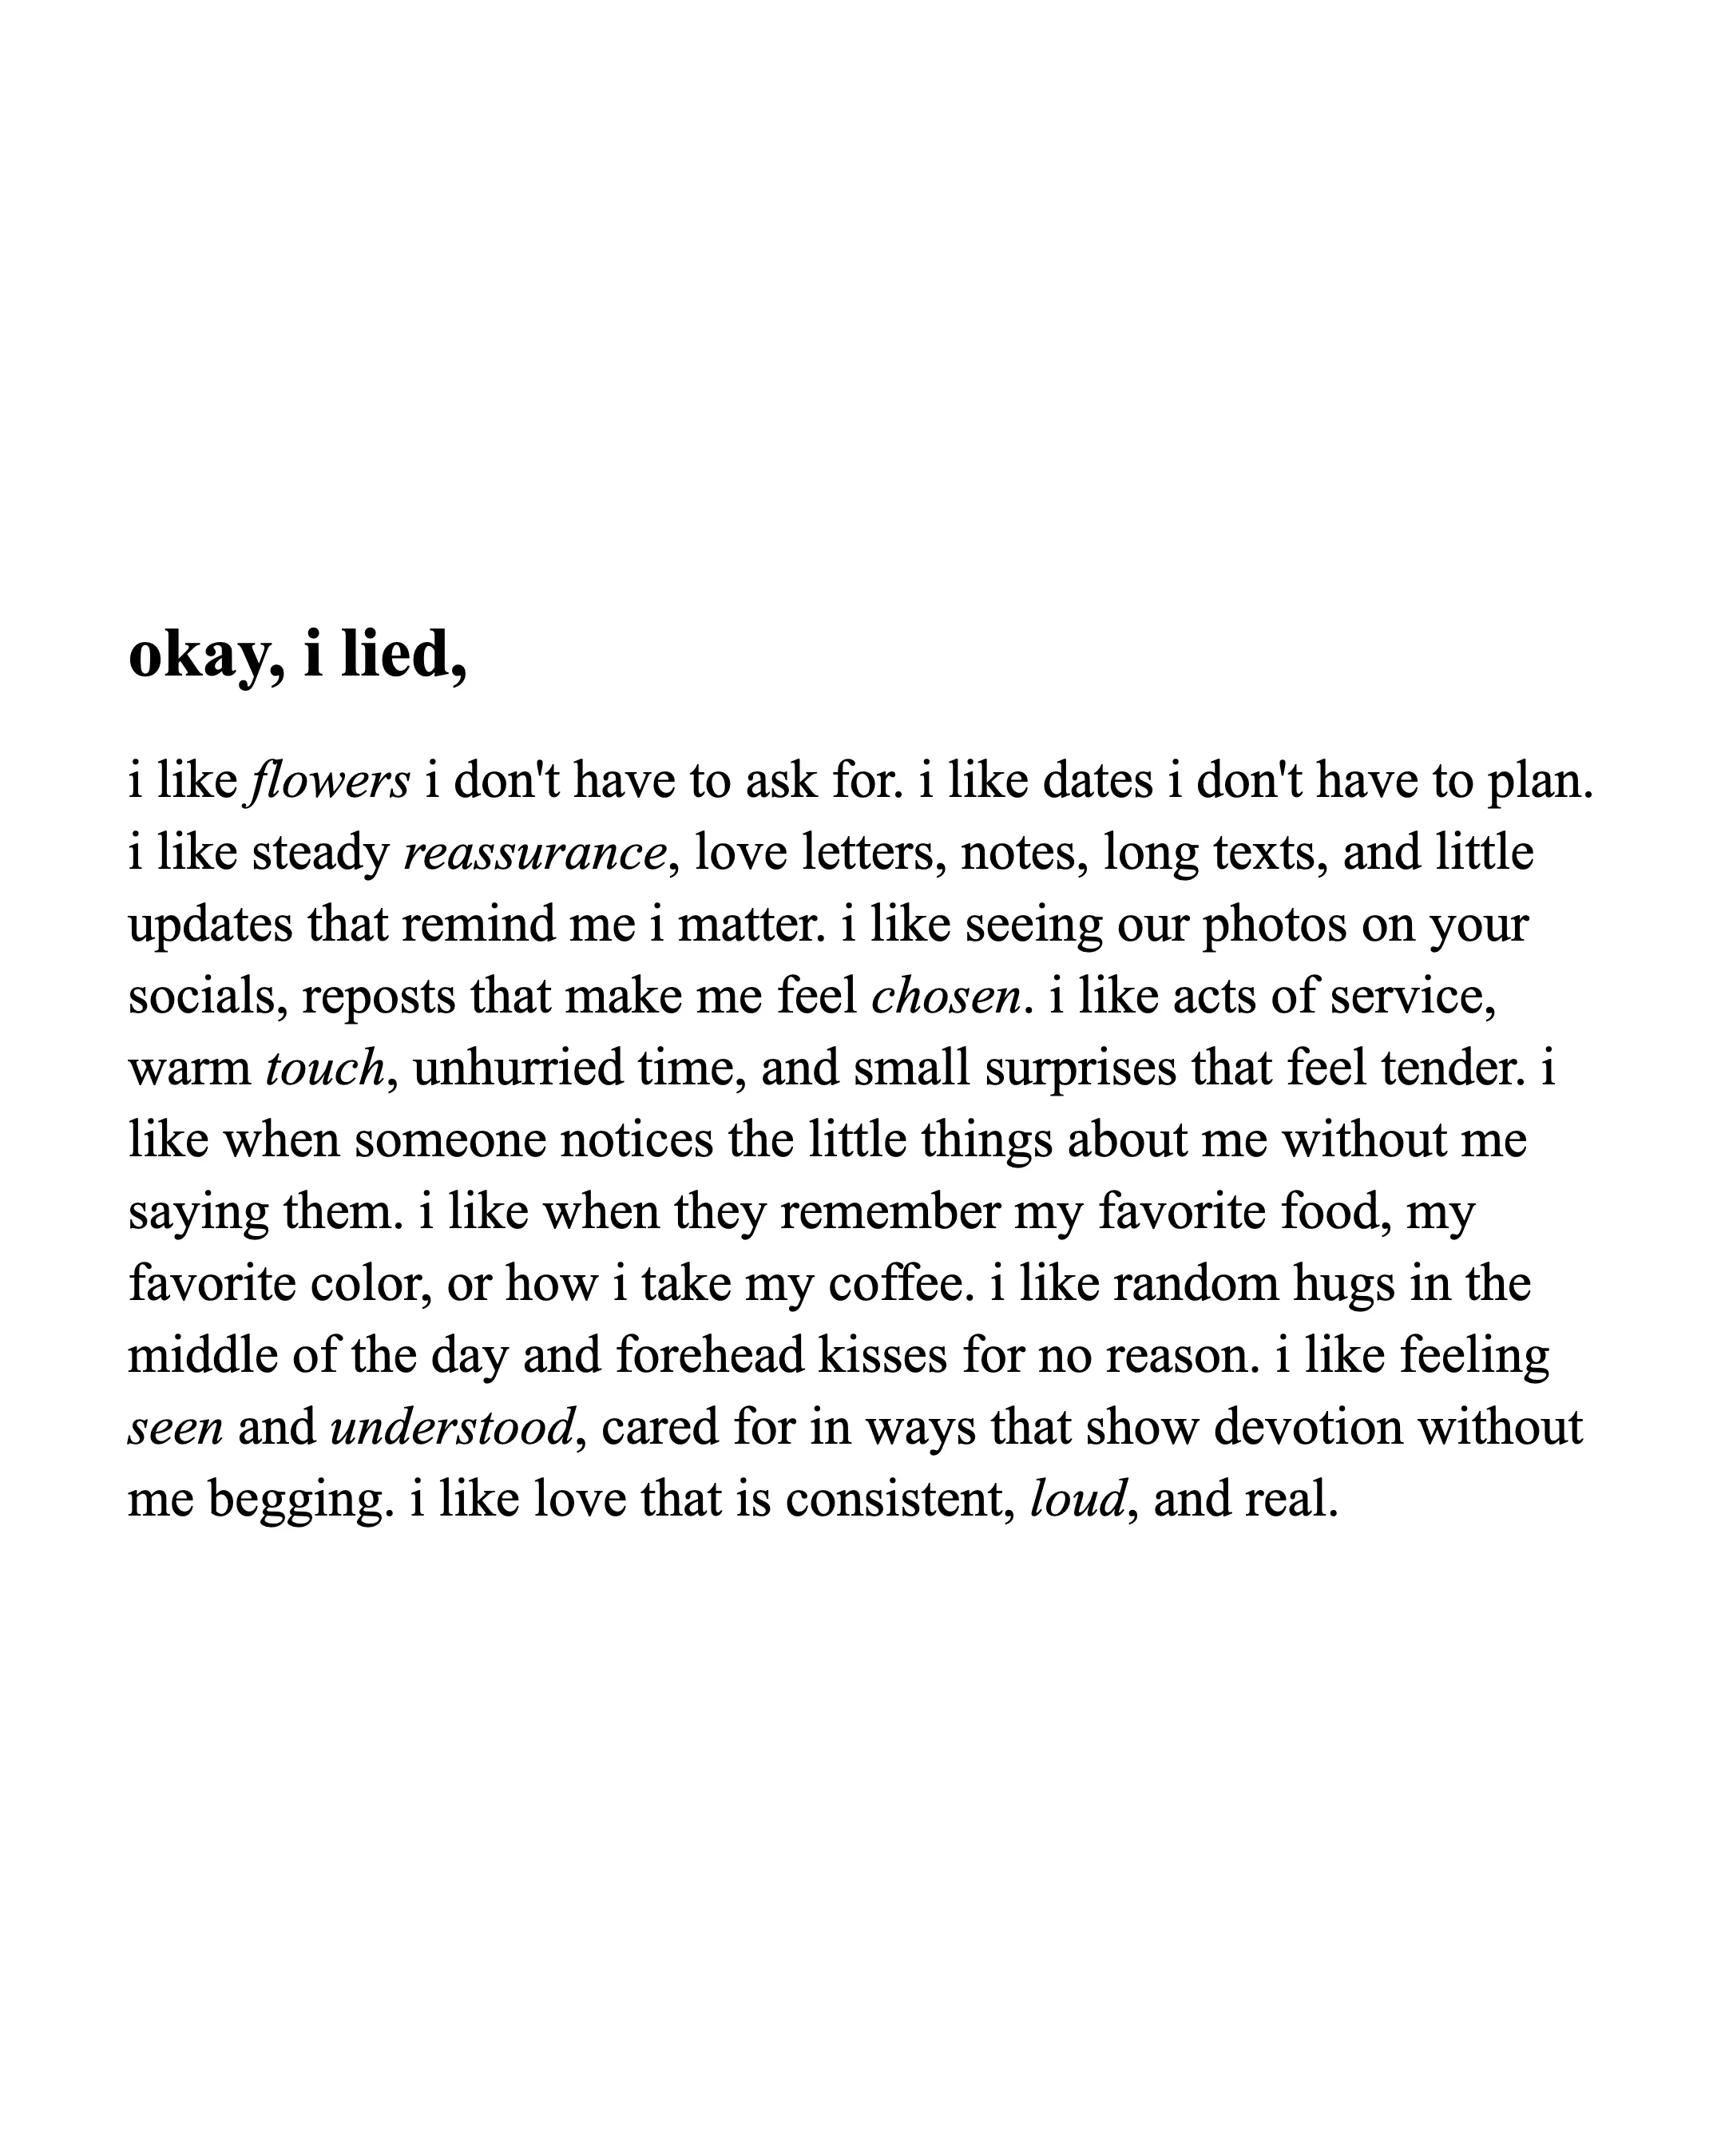 okay, i lied,
i like flowers i don't have to ask for. i like dates i don't have to plan.
i like steady reassurance, love letters, notes, long texts, and little
updates that remind me i matter. i like seeing our photos on your
socials, reposts that make me feel chosen. i like acts of service,
warm touch, unhurried time, and small surprises that feel tender. i
like when someone notices the little things about me without me
saying them. i like when they remember my favorite food, my
favorite color, or how i take my coffee. i like random hugs in the
middle of the day and forehead kisses for no reason. i like feeling
seen and understood, cared for in ways that show devotion without
me begging. i like love that is consistent, loud, and real.